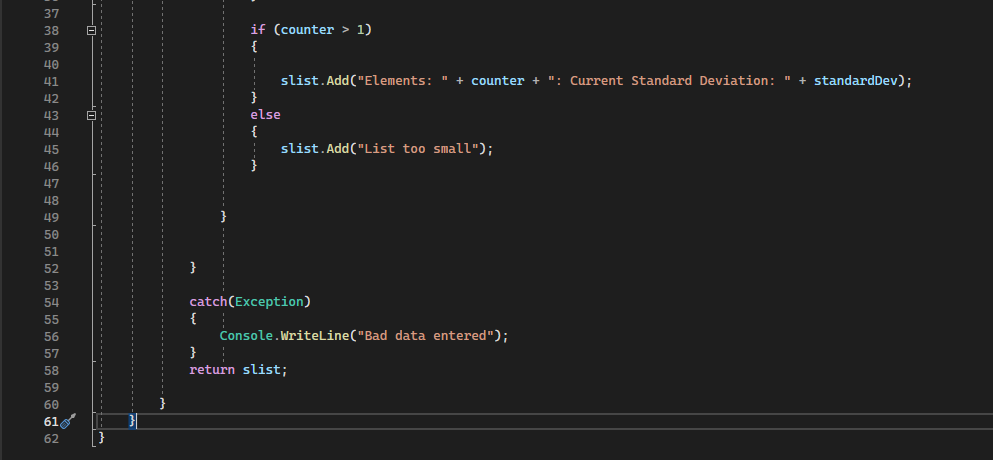 37
38 if (counter > 1)
39 {
40
41 slist.Add("Elements: " + counter + ": Current Standard Deviation: " + standardDev);
42 }
43 else
44 {
45 slist.Add("List too small");
46 }
47
48
49 }
50
51
52 }
53
54 catch(Exception)
55 {
56 Console.WriteLine("Bad data entered");
57 }
58 return slist;
59
60 }
61 }
62 }